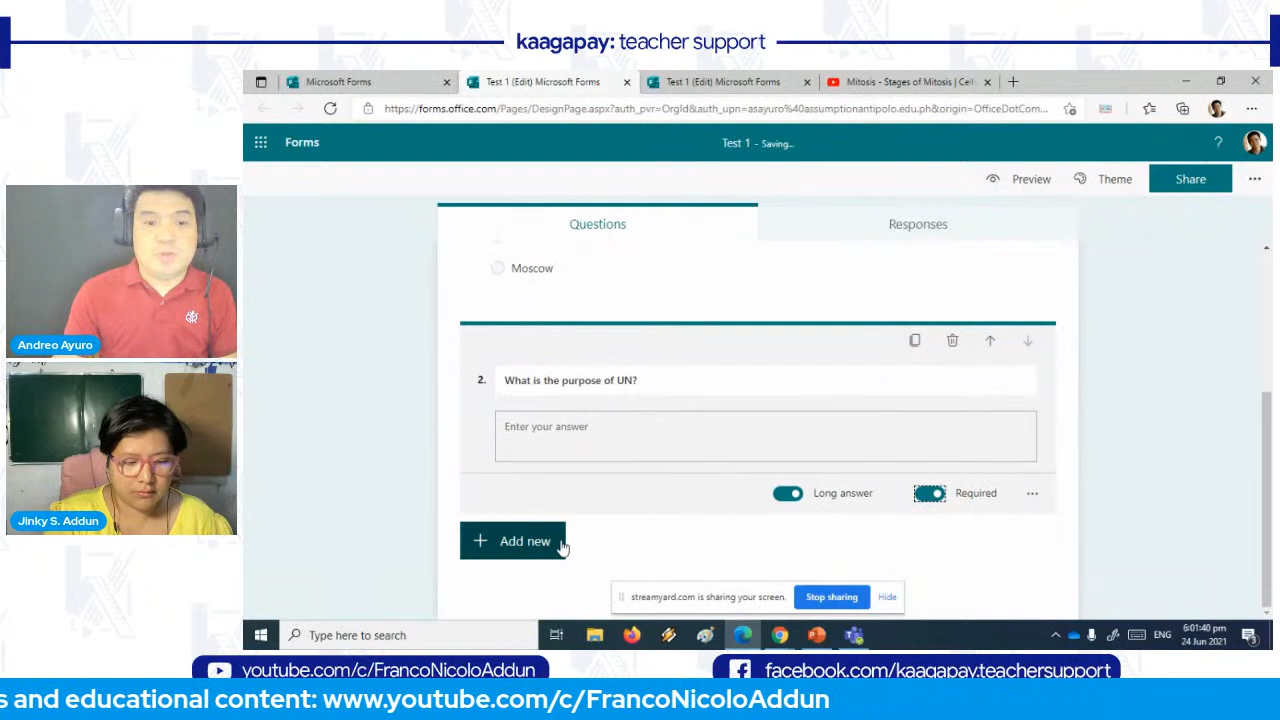 kaagapay: teacher support
Microsoft Forms
Test 1 (Edit) Microsoft Forms
Test 1 (Edit) Microsoft Forms
Mitosis - Stages of Mitosis | Cell
https://forms.office.com/Pages/DesignPage.aspx?auth_pvr=OrgId&auth_upn=asayuro%40assumptionantipolo.edu.ph&origin=OfficeDotCom...
Forms
Test 1 - Saving...
?
Preview
Theme
Share
Questions
Responses
Moscow
2. What is the purpose of UN?
Enter your answer
Long answer
Required
+ Add new
streamyard.com is sharing your screen.
Stop sharing
Hide
Andreo Ayuro
Jinky S. Addun
Type here to search
ENG
6:01:40 pm
24 Jun 2021
3
youtube.com/c/FrancoNicoloAddun
facebook.com/kaagapay.teachersupport
s and educational content: www.youtube.com/c/FrancoNicoloAddun